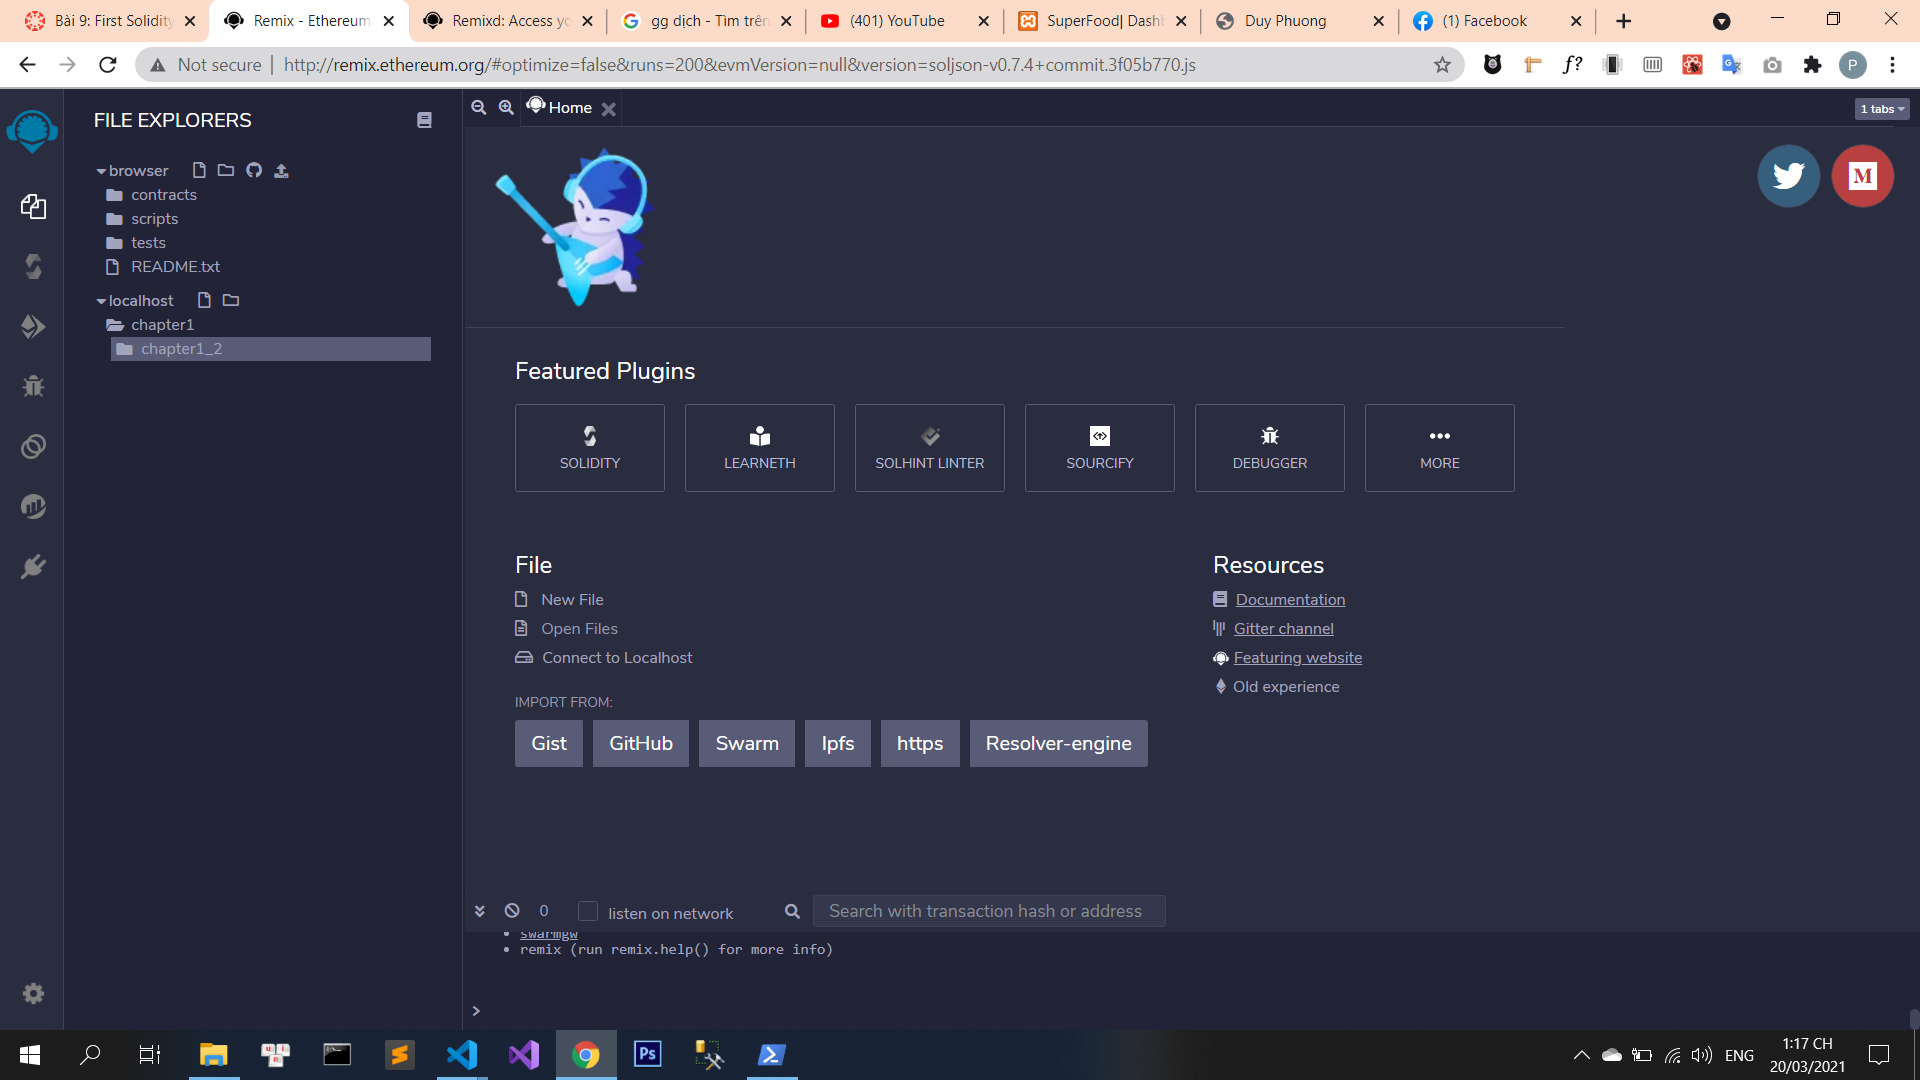 Bài 9: First Solidity
Remix - Ethereum
Remixd: Access yo
gg dịch - Tìm trên
(401) YouTube
SuperFood| Dashb
Duy Phuong
(1) Facebook
Not secure
http://remix.ethereum.org/#optimize=false&runs=200&evmVersion=null&version=soljson-v0.7.4+commit.3f05b770.js
f?
P
FILE EXPLORERS
Home
1 tabs
browser
contracts
scripts
tests
README.txt
localhost
chapter1
chapter1_2
M
Featured Plugins
SOLIDITY
LEARNETH
SOLHINT LINTER
SOURCIFY
DEBUGGER
MORE
File
New File
Open Files
Connect to Localhost
IMPORT FROM:
Gist
GitHub
Swarm
Ipfs
https
Resolver-engine
Resources
Documentation
Gitter channel
Featuring website
Old experience
0
listen on network
Search with transaction hash or address
swarmgw
remix (run remix.help() for more info)
>
Ps
ENG
1:17 CH
20/03/2021